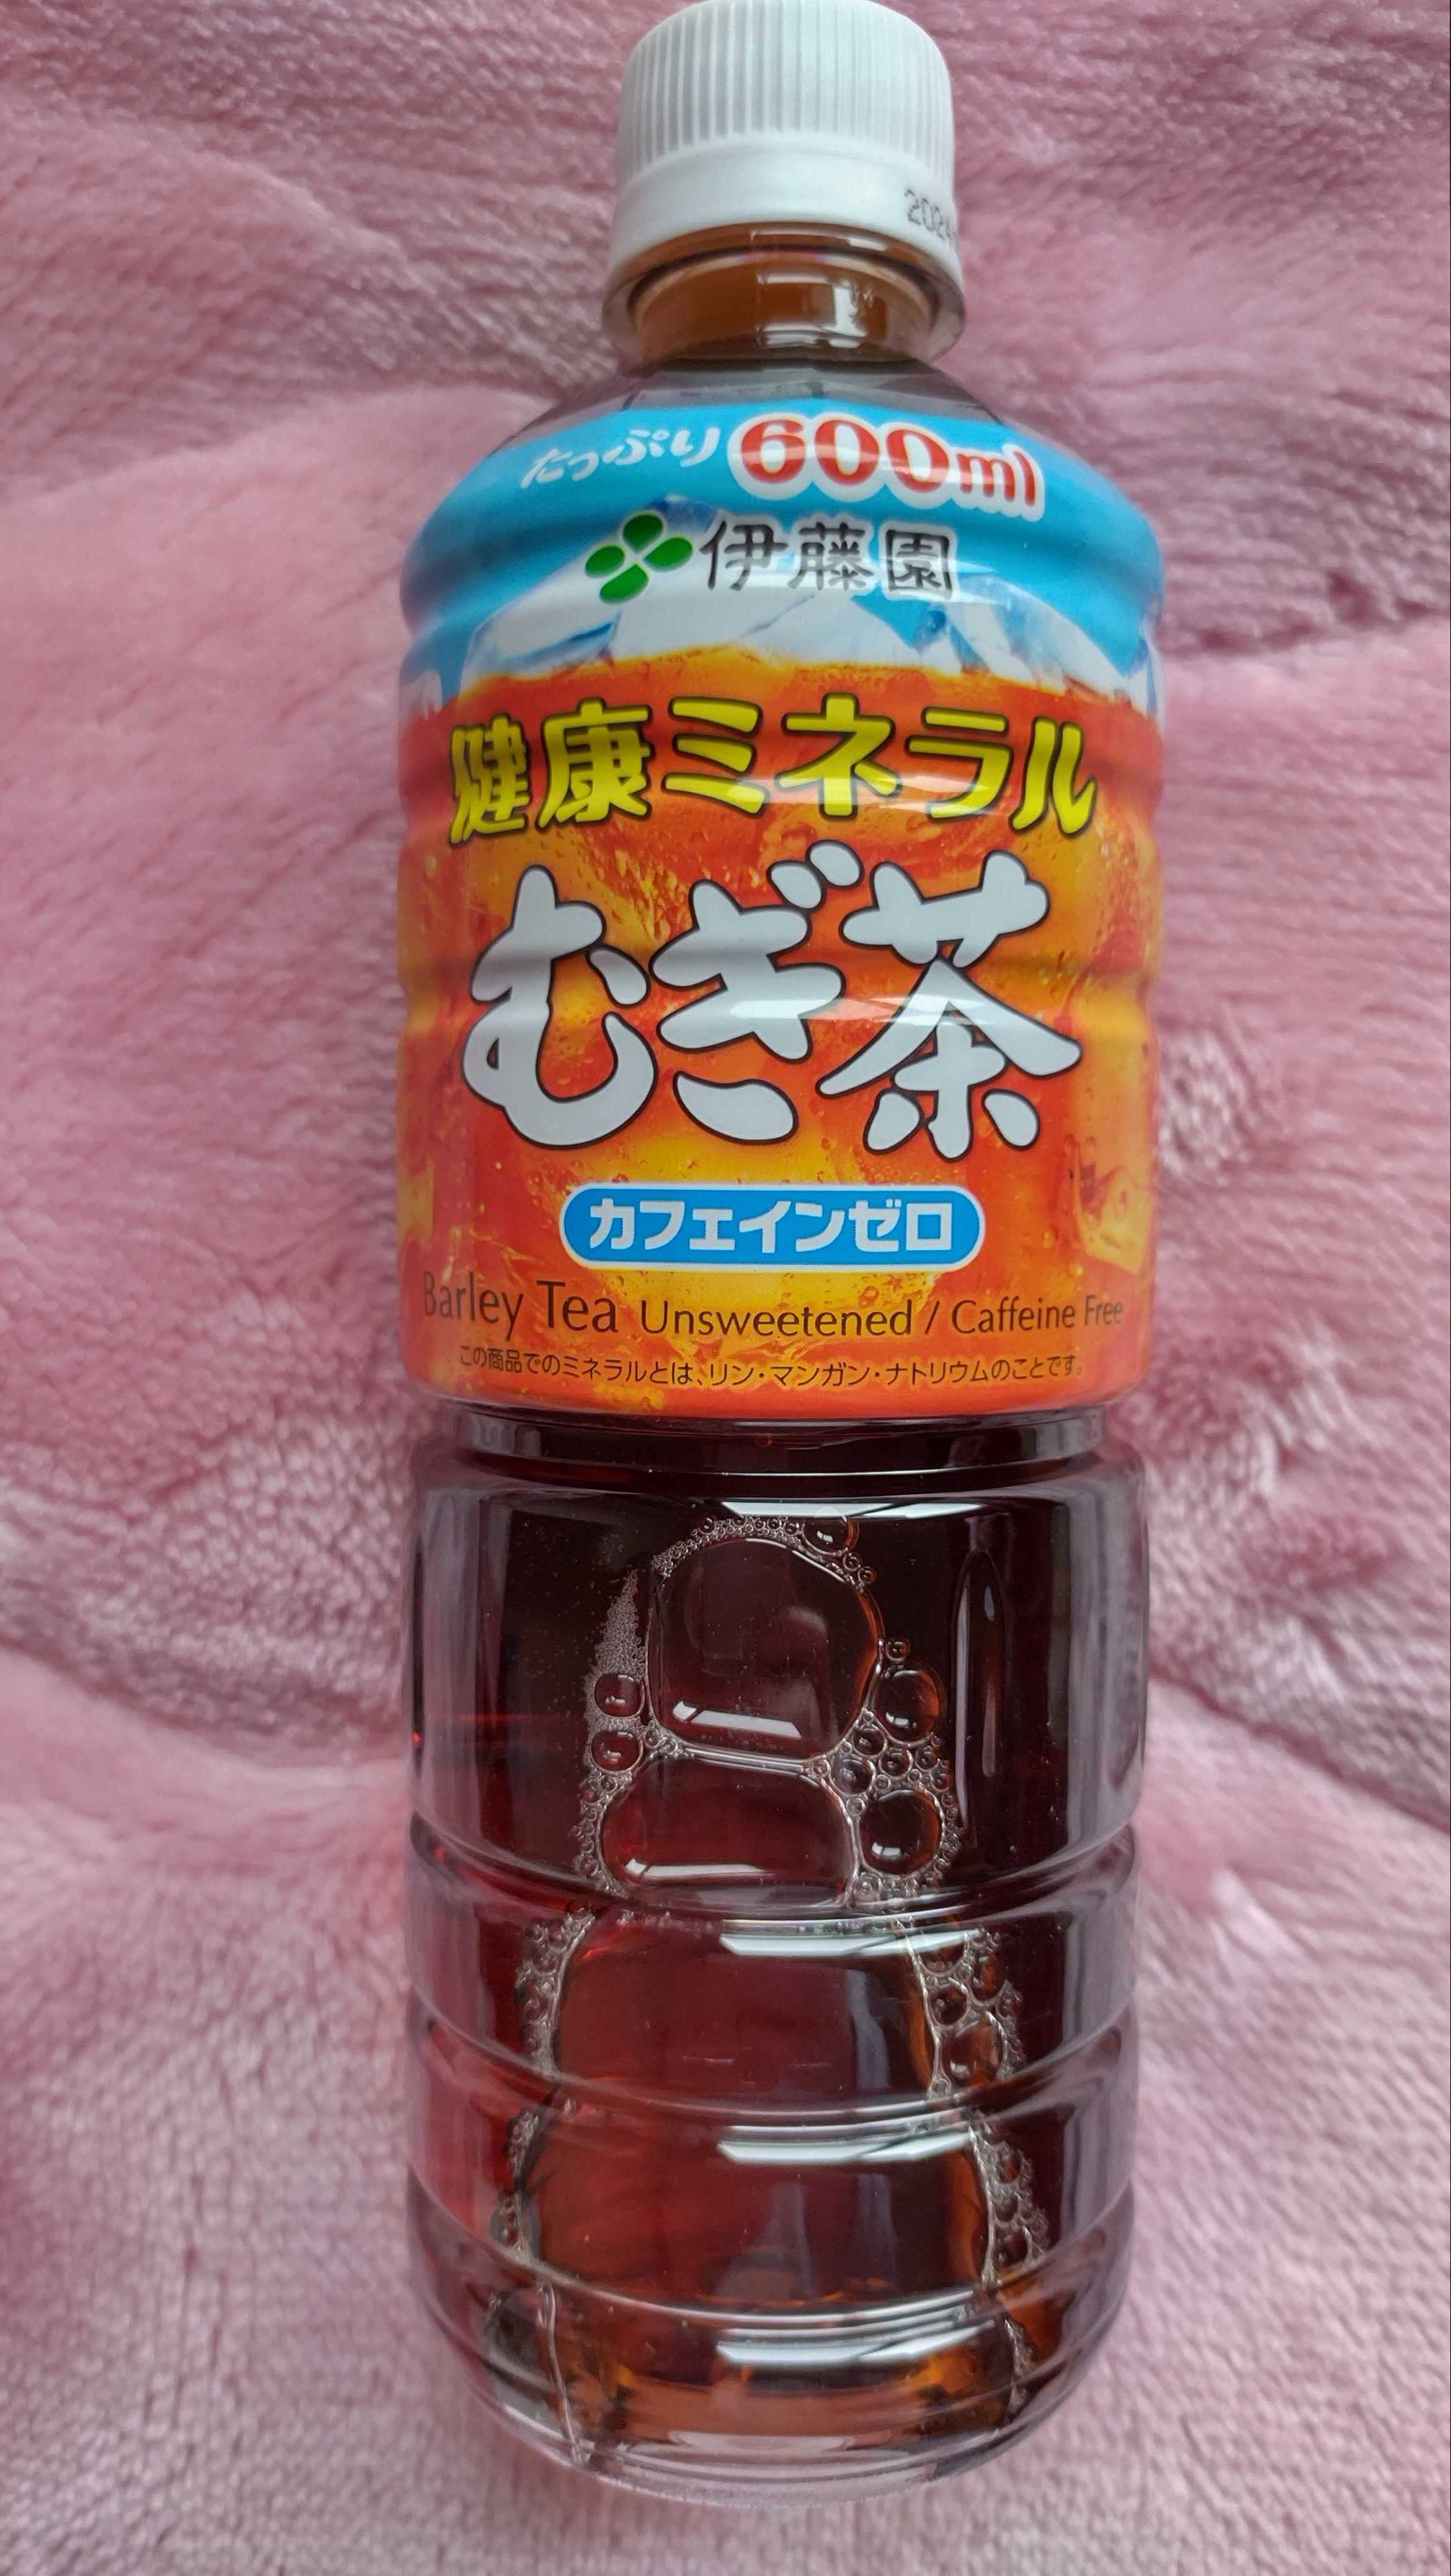 2024
たっぷり600ml
伊藤園
健康ミネラル
むぎ茶
カフェインゼロ
Barley Tea Unsweetened / Caffeine Free
この商品でのミネラルとは、リン・マンガン・ナトリウムのことです。